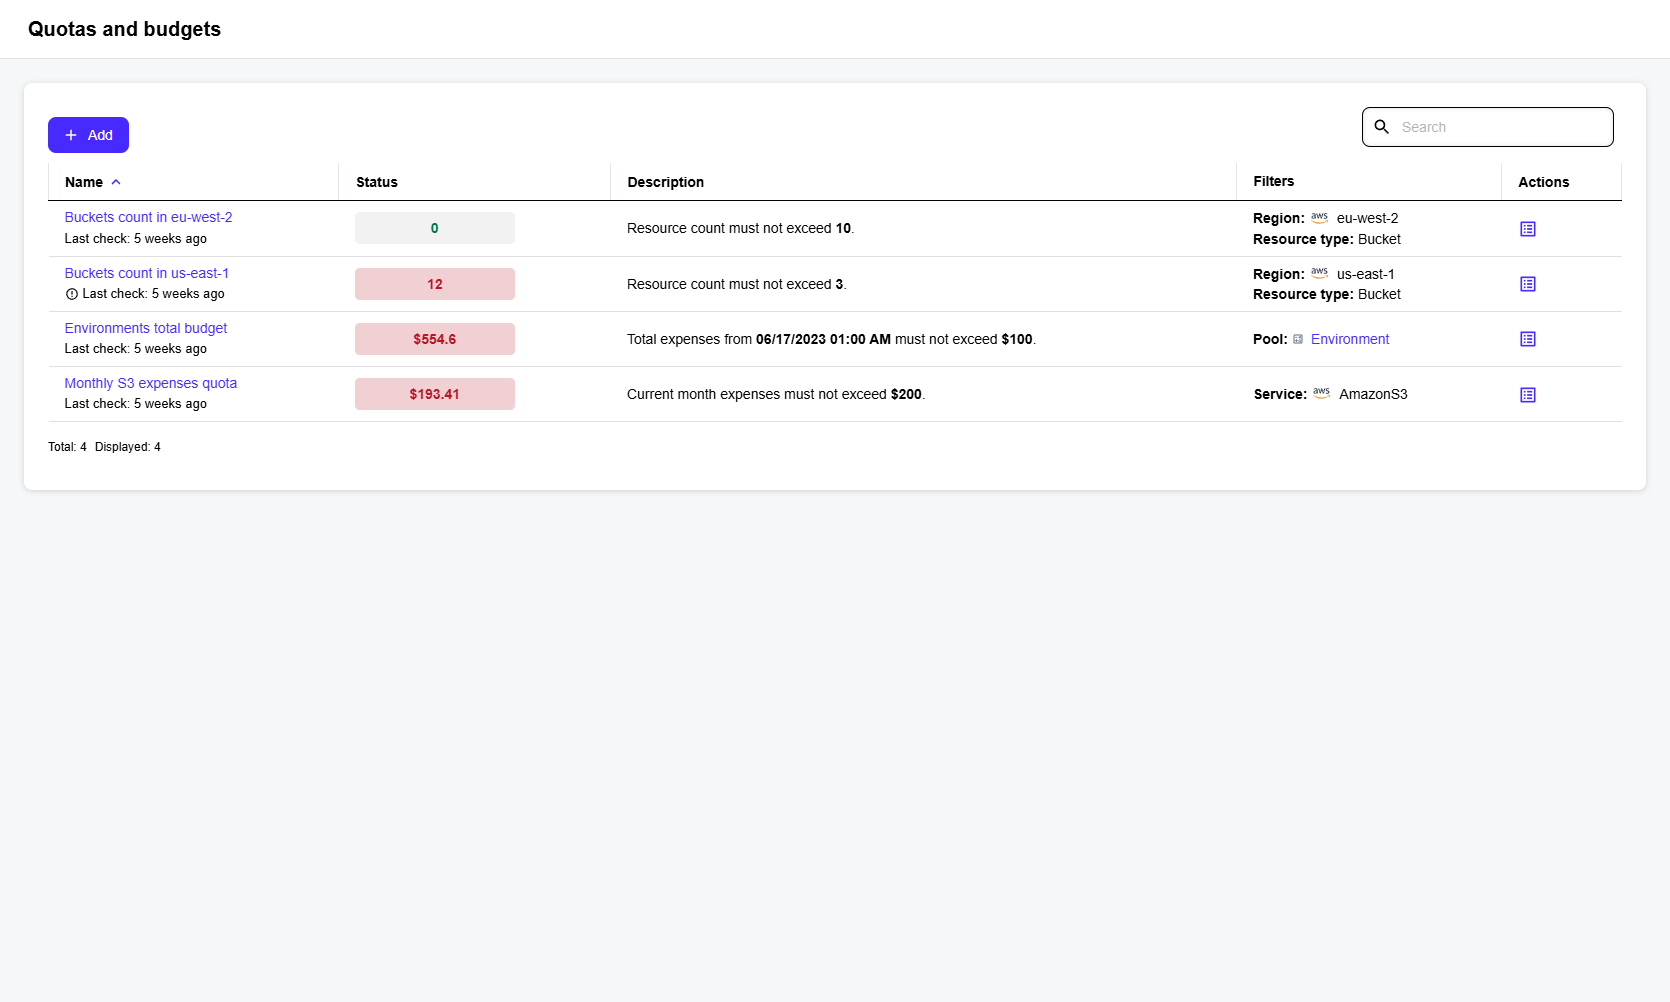 Quotas and budgets
Add
Search
Name Status Description Filters Actions
Buckets count in eu-west-2
Last check: 5 weeks ago
0
Resource count must not exceed 10.
Region: aws eu-west-2
Resource type: Bucket
Buckets count in us-east-1
Last check: 5 weeks ago
12
Resource count must not exceed 3.
Region: aws us-east-1
Resource type: Bucket
Environments total budget
Last check: 5 weeks ago
$554.6
Total expenses from 06/17/2023 01:00 AM must not exceed $100.
Pool: Environment
Monthly S3 expenses quota
Last check: 5 weeks ago
$193.41
Current month expenses must not exceed $200.
Service: aws AmazonS3
Total: 4 Displayed: 4